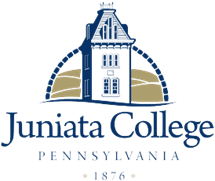 Juniata College
PENNSYLVANIA
· 1876 ·